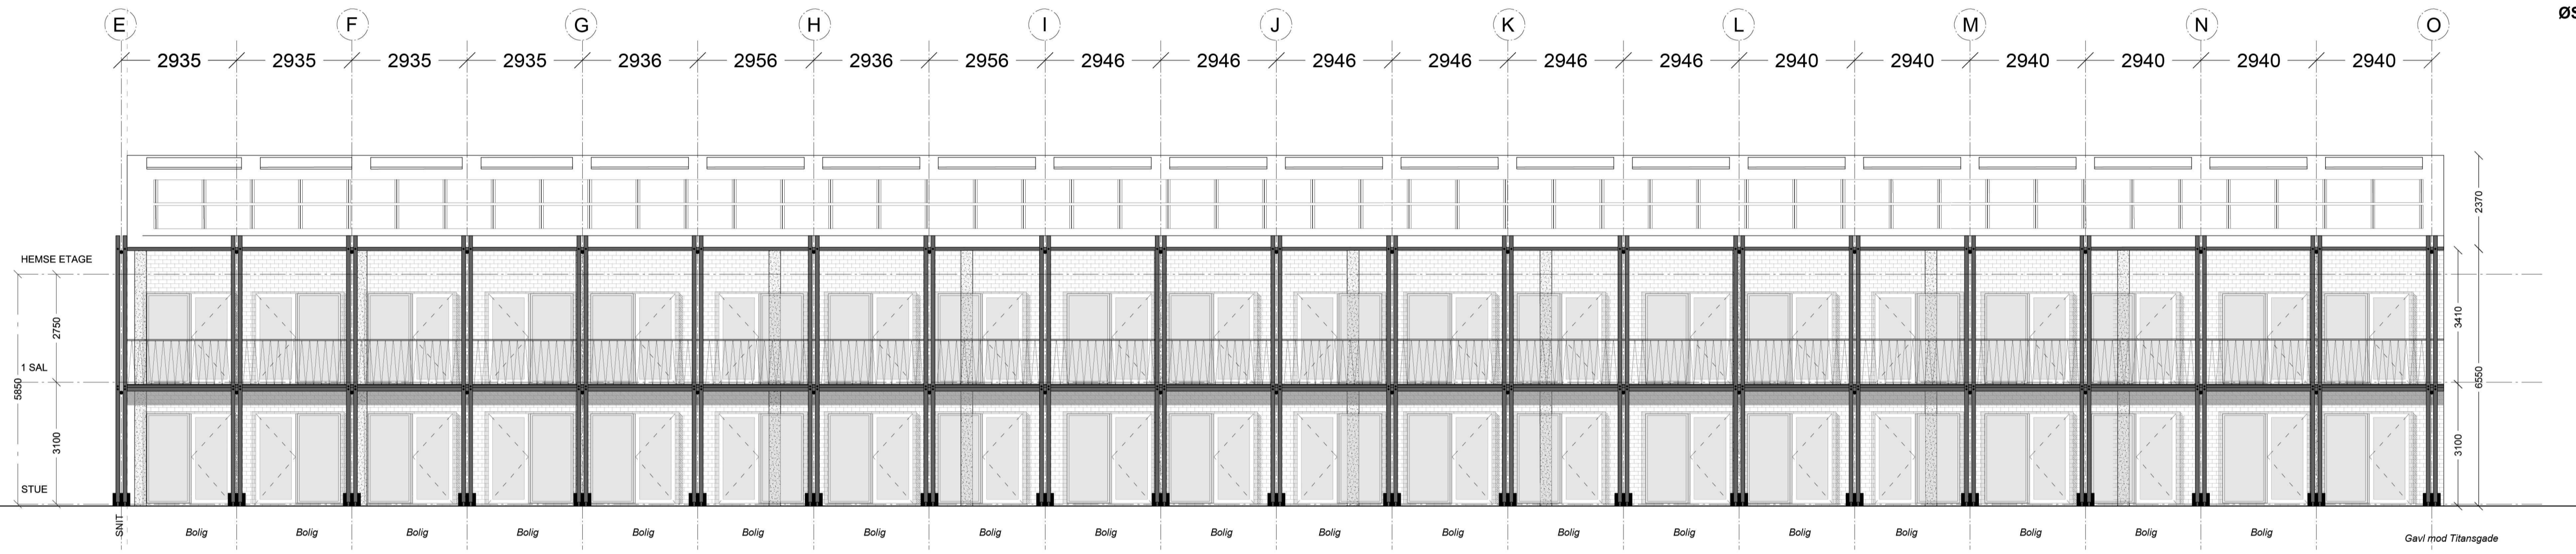 E F G H I J K L M N O
ØS
2935 2935 2935 2935 2936 2956 2936 2956 2946 2946 2946 2946 2946 2946 2940 2940 2940 2940 2940 2940
2370
HEMSE ETAGE
2750
3410
1 SAL
5850
6550
3100
3100
STUE
SNIT
Bolig Bolig Bolig Bolig Bolig Bolig Bolig Bolig Bolig Bolig Bolig Bolig Bolig Bolig Bolig Bolig Bolig Bolig Bolig
Gavl mod Titansgade